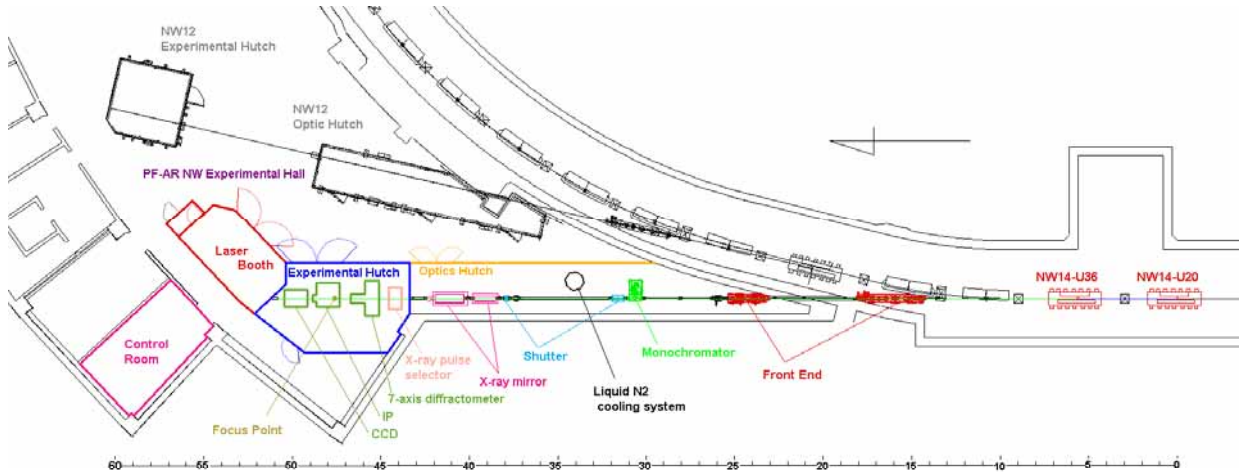 NW12
Experimental Hutch
NW12
Optic Hutch
PF-AR NW Experimental Hall
Laser
Booth
Experimental Hutch
Optics Hutch
NW14-U36
NW14-U20
Control
Room
X-ray pulse
selector
X-ray mirror
Shutter
Monochromator
Front End
Liquid N2
cooling system
7-axis diffractometer
IP
CCD
Focus Point
60 55 50 45 40 35 30 25 20 15 10 5 0